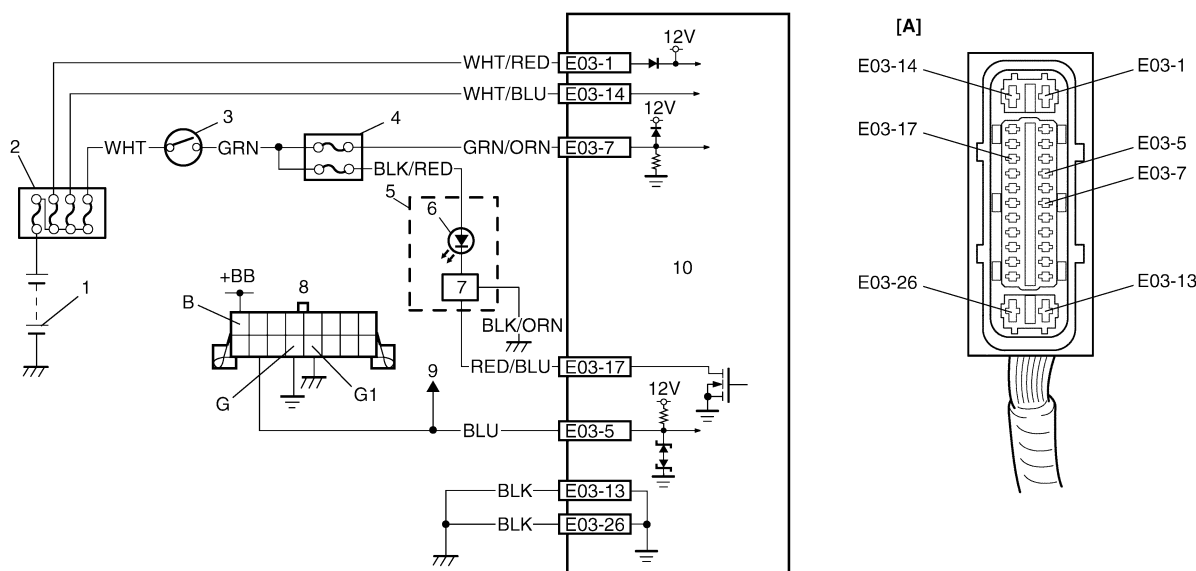 [A]
12V
WHT/RED E03-1
E03-14 E03-1
WHT/BLU E03-14
12V
3 4
E03-17
2 WHT GRN GRN/ORN E03-7
E03-5
BLK/RED
E03-7
5 6
10
+BB
1 8 7
E03-26 E03-13
B
BLK/ORN
RED/BLU E03-17
9
12V
G G1
BLU E03-5
BLK E03-13
BLK E03-26